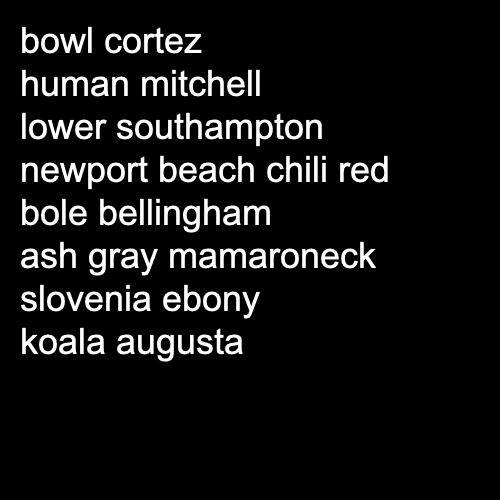 bowl cortez
human mitchell
lower southampton
newport beach chili red
bole bellingham
ash gray mamaroneck
slovenia ebony
koala augusta